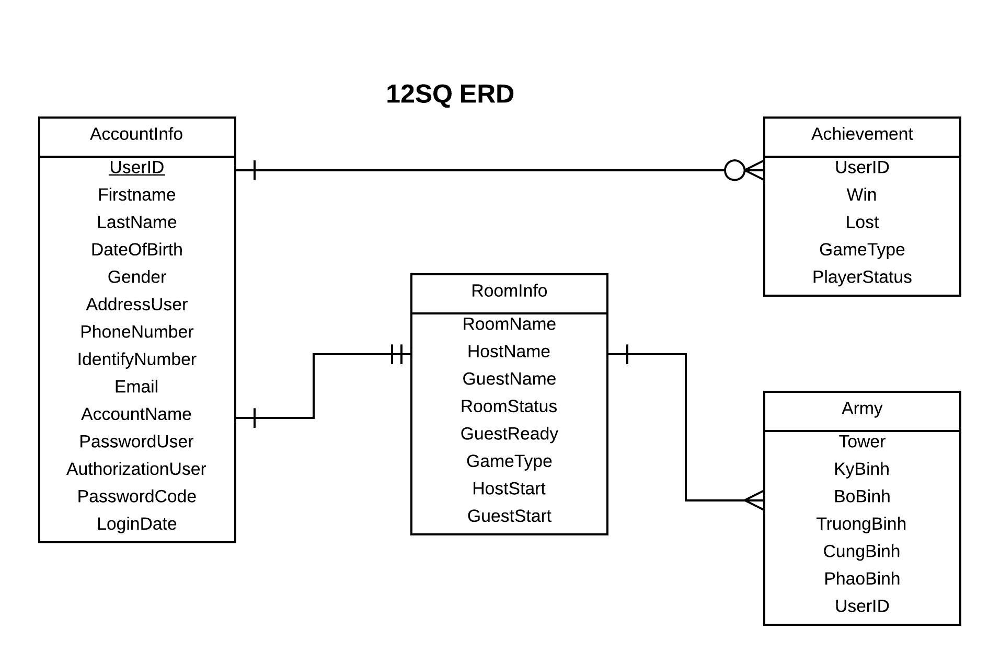 12SQ ERD
AccountInfo
UserID
Firstname
LastName
DateOfBirth
Gender
AddressUser
PhoneNumber
IdentifyNumber
Email
AccountName
PasswordUser
AuthorizationUser
PasswordCode
LoginDate
RoomInfo
RoomName
HostName
GuestName
RoomStatus
GuestReady
GameType
HostStart
GuestStart
Achievement
UserID
Win
Lost
GameType
PlayerStatus
Army
Tower
KyBinh
BoBinh
TruongBinh
CungBinh
PhaoBinh
UserID